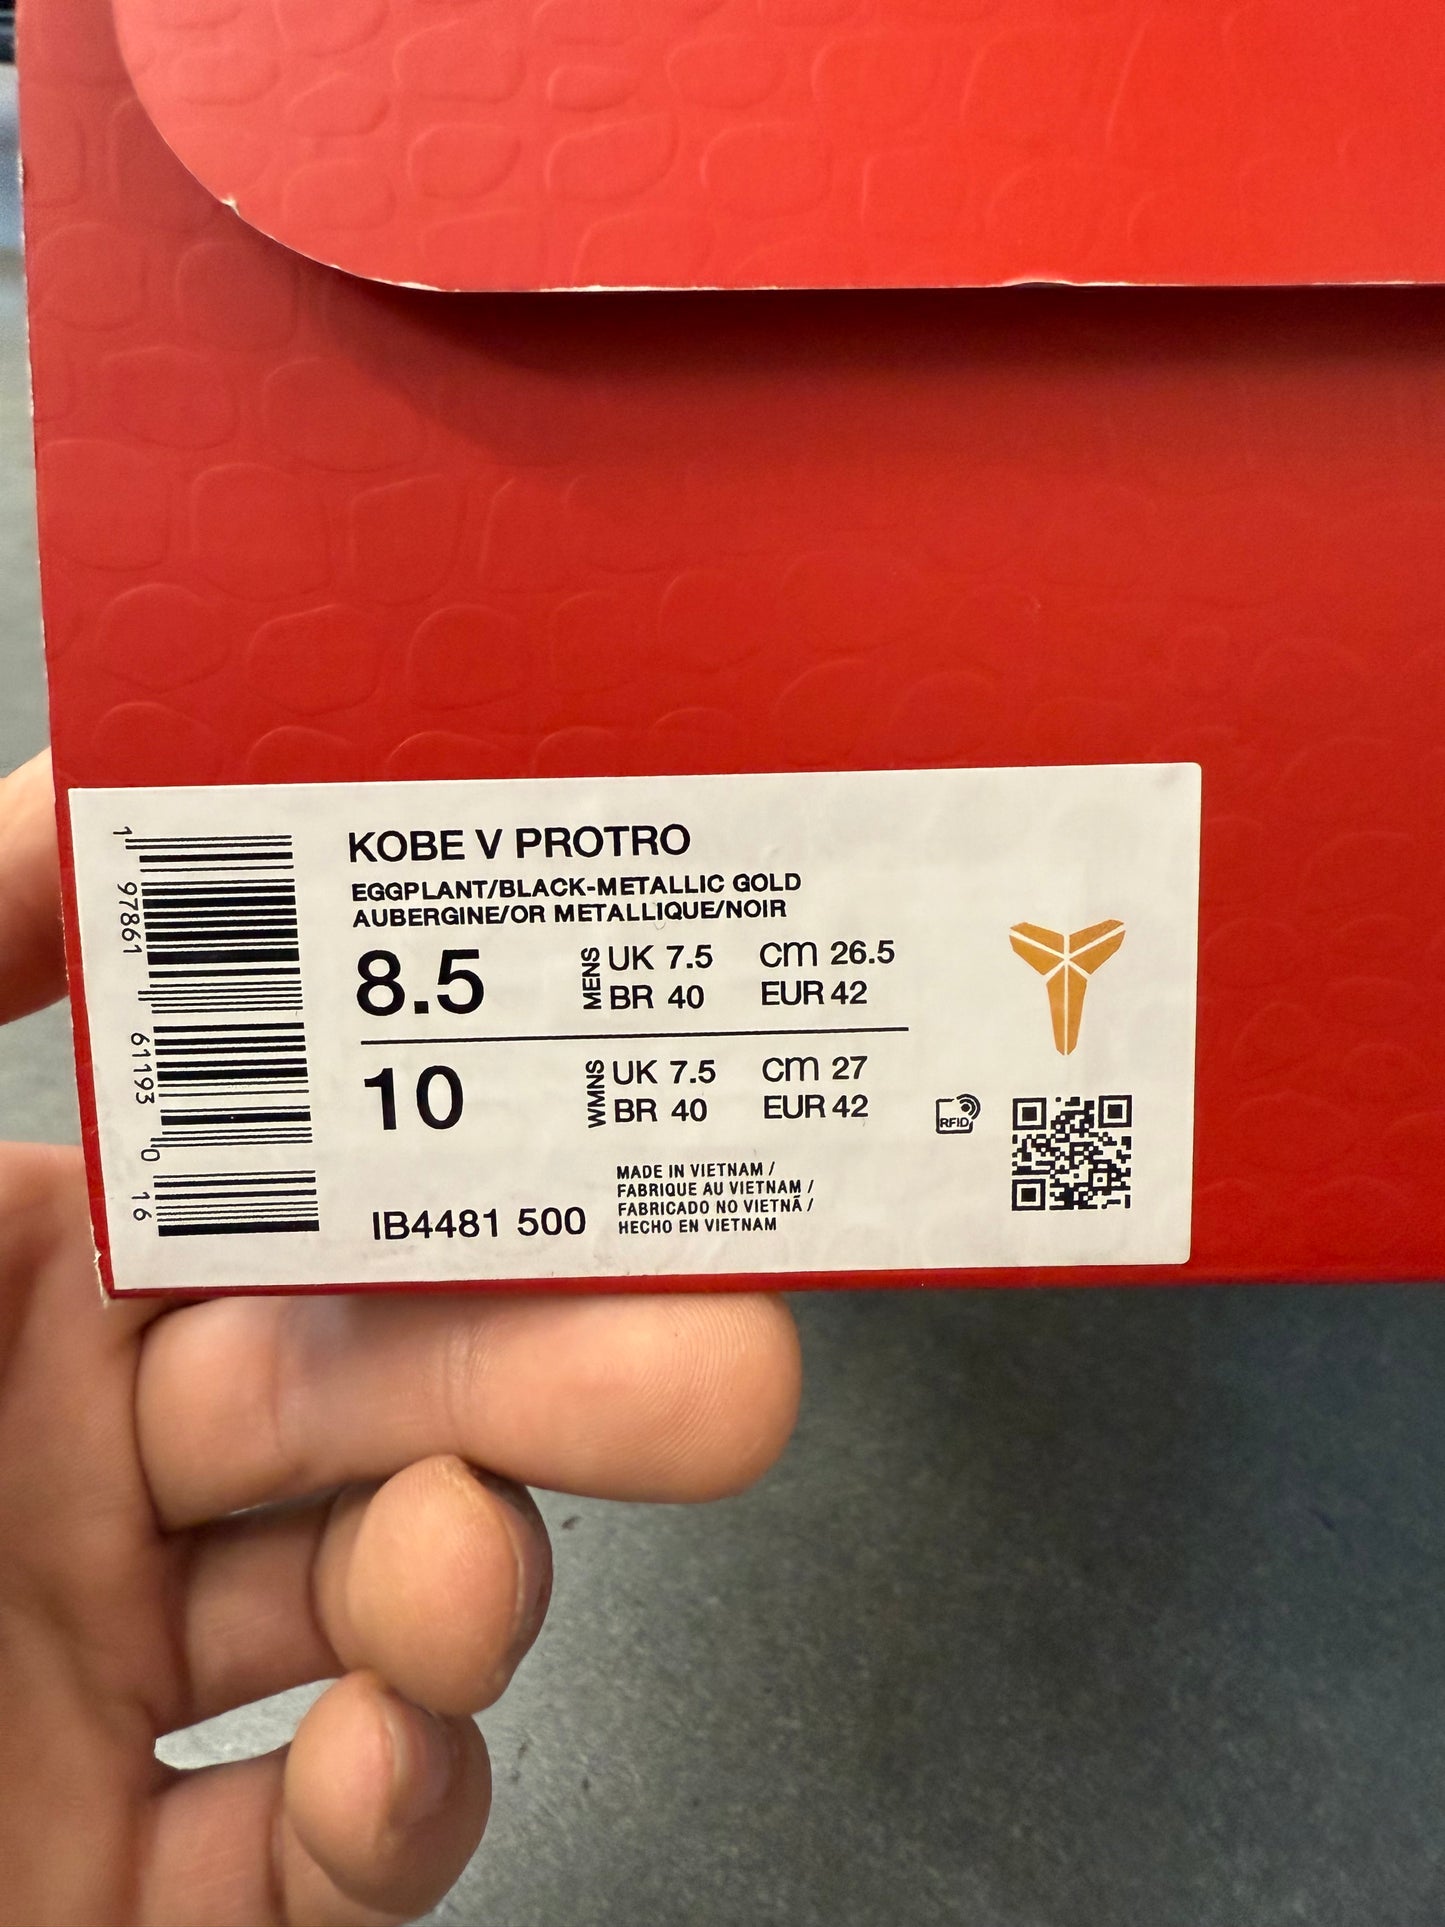 KOBE V PROTRO
EGGPLANT/BLACK-METALLIC GOLD
AUBERGINE/OR METALLIQUE/NOIR
8.5 MENS UK 7.5 CM 26.5
BR 40 EUR 42
10 WMNS UK 7.5 CM 27
BR 40 EUR 42
RFID
MADE IN VIETNAM /
FABRIQUE AU VIETNAM /
FABRICADO NO VIETNÃ /
HECHO EN VIETNAM
IB4481 500
1 97861 61193 0 16